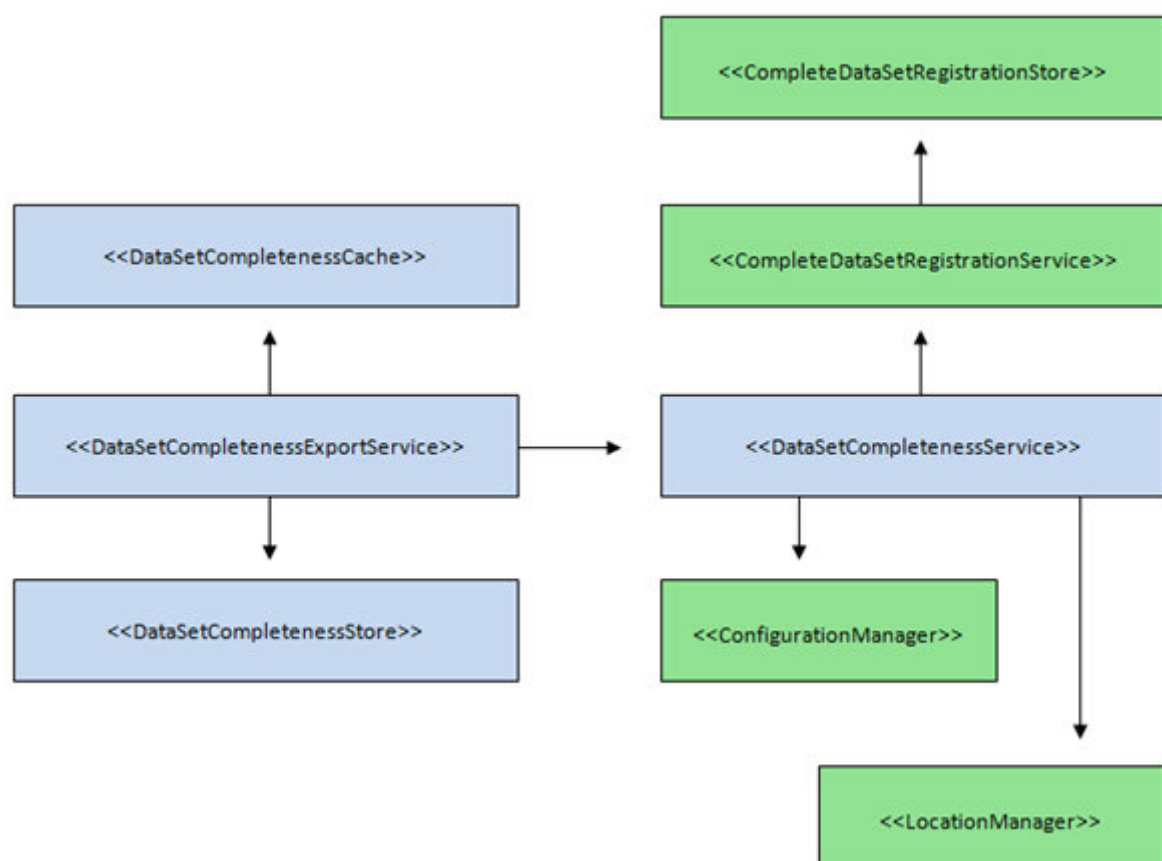 <<CompleteDataSetRegistrationStore>>
<<DataSetCompletenessCache>>
<<CompleteDataSetRegistrationService>>
<<DataSetCompletenessExportService>>
<<DataSetCompletenessService>>
<<DataSetCompletenessStore>>
<<ConfigurationManager>>
<<LocationManager>>